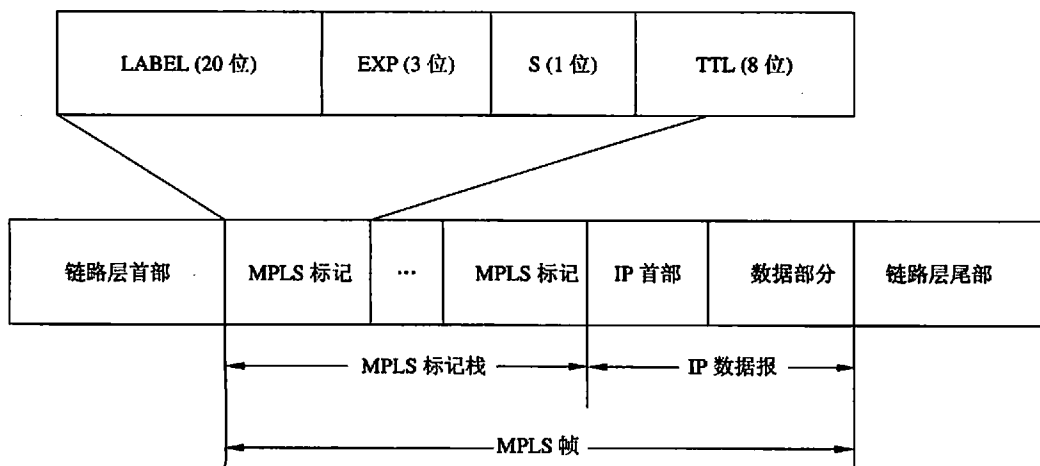 LABEL (20 位) EXP (3 位) S (1 位) TTL (8 位)
链路层首部 MPLS 标记 … MPLS 标记 IP 首部 数据部分 链路层尾部
MPLS 标记栈 IP 数据报
MPLS 帧